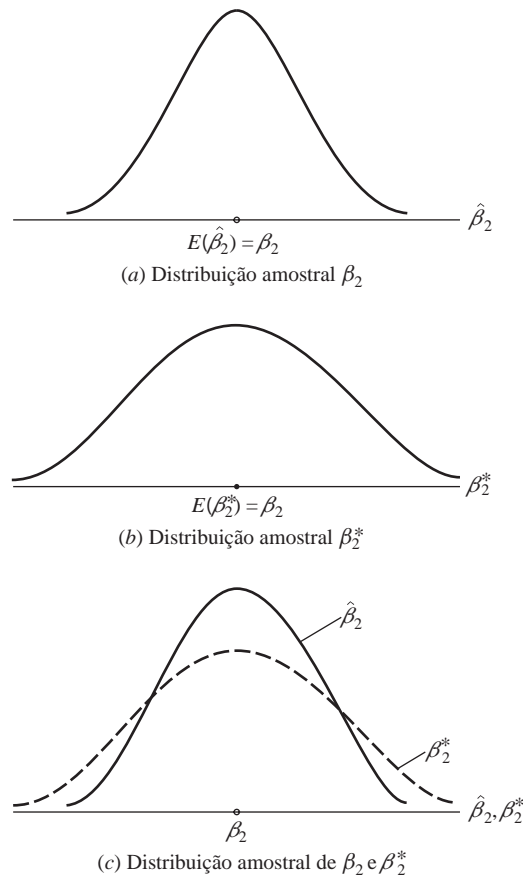 β̂₂
E(β̂₂) = β₂
(a) Distribuição amostral β₂
β₂*
E(β₂*) = β₂
(b) Distribuição amostral β₂*
β̂₂
β₂*
β̂₂, β₂*
β₂
(c) Distribuição amostral de β₂ e β₂*